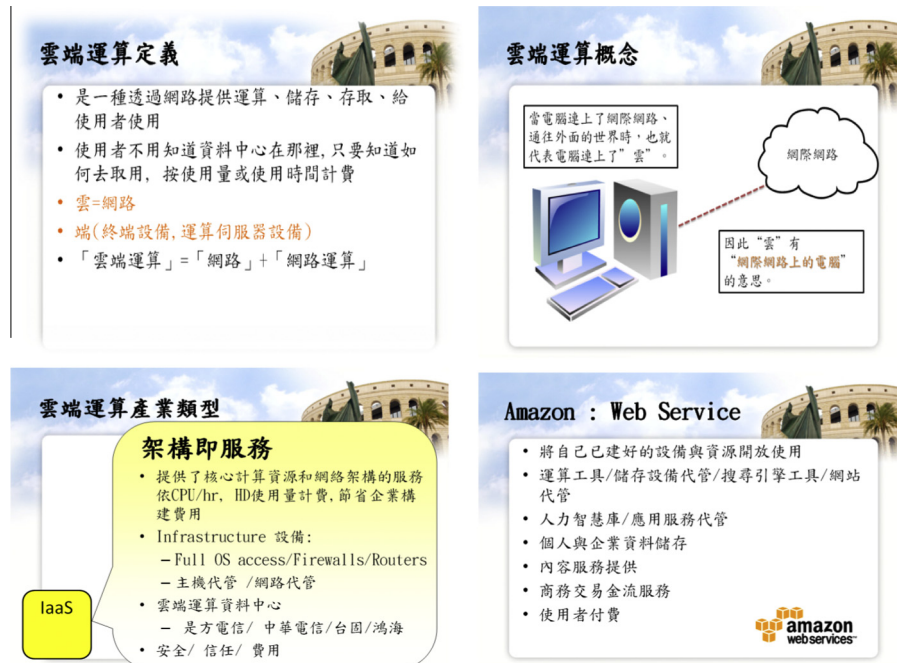 雲端運算定義
• 是一種透過網路提供運算、儲存、存取、給
使用者使用
• 使用者不用知道資料中心在那裡,只要知道如
何去取用, 按使用量或使用時間計費
• 雲=網路
• 端(終端設備,運算伺服器設備)
• 「雲端運算」=「網路」+「網路運算」
雲端運算概念
當電腦連上了網際網路、
通往外面的世界時，也就
代表電腦連上了”雲”。
網際網路
因此“雲”有
“網際網路上的電腦”
的意思。
雲端運算產業類型
架構即服務
• 提供了核心計算資源和網絡架構的服務
依CPU/hr, HD使用量計費,節省企業構
建費用
• Infrastructure 設備:
–Full OS access/Firewalls/Routers
–主機代管 /網路代管
• 雲端運算資料中心
– 是方電信/ 中華電信/台固/鴻海
• 安全/ 信任/ 費用
IaaS
Amazon : Web Service
• 將自己已建好的設備與資源開放使用
• 運算工具/儲存設備代管/搜尋引擎工具/網站
代管
• 人力智慧庫/應用服務代管
• 個人與企業資料儲存
• 內容服務提供
• 商務交易金流服務
• 使用者付費
amazon
webservices™